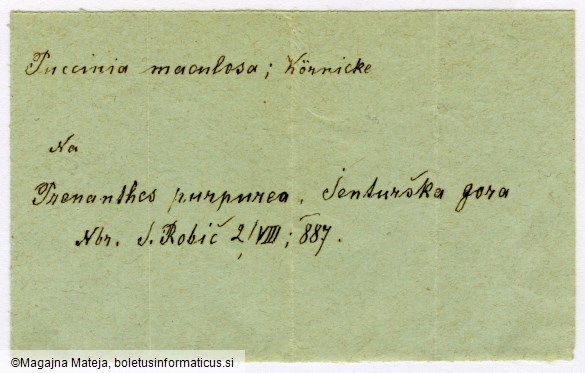 Puccinia maculosa; Körnicke
Na
Prenanthes purpurea. Šenturška gora
Nbr. S. Robič 2/VIII; 887.
©Magajna Mateja, boletusinformaticus.si